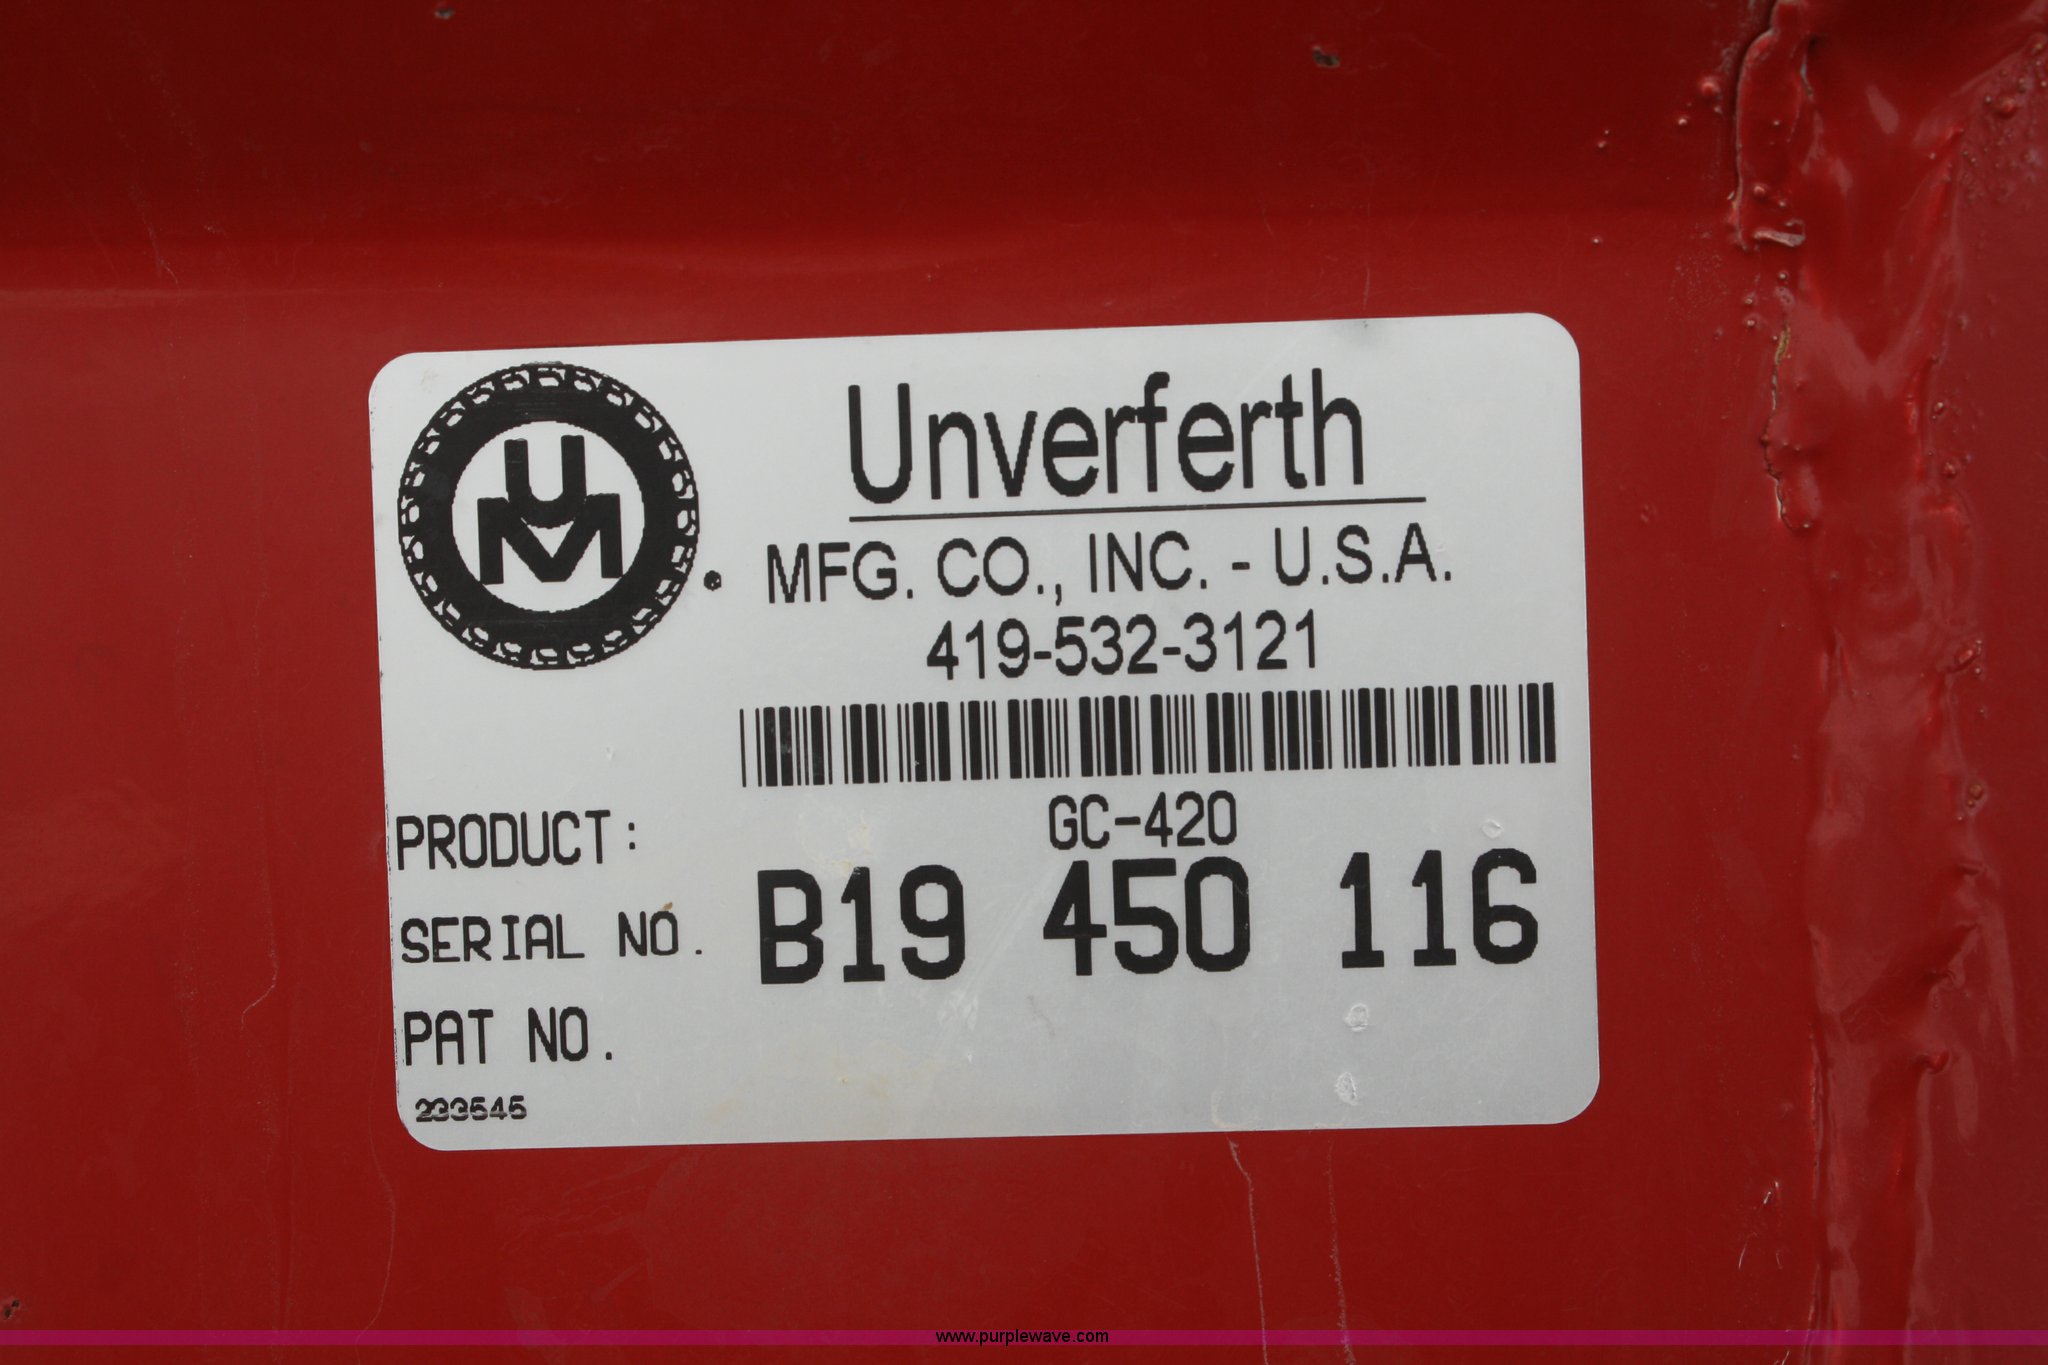 UM
Unverferth
MFG. CO., INC. - U.S.A.
419-532-3121
PRODUCT: GC-420
SERIAL NO. B19 450 116
PAT NO.
233545
www.purplewave.com